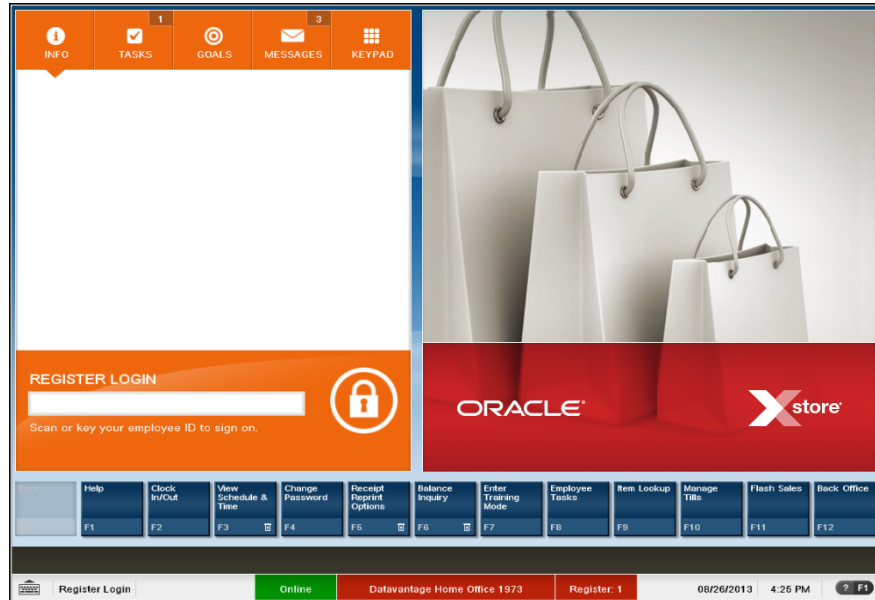 1
3
INFO
TASKS
GOALS
MESSAGES
KEYPAD
REGISTER LOGIN
Scan or key your employee ID to sign on.
ORACLE
Xstore
Help
F1
Clock
In/Out
F2
View
Schedule &
Time
F3
Change
Password
F4
Receipt
Reprint
Options
F5
Balance
Inquiry
F6
Enter
Training
Mode
F7
Employee
Tasks
F8
Item Lookup
F9
Manage
Tills
F10
Flash Sales
F11
Back Office
F12
Register Login
Online
Datavantage Home Office 1973
Register: 1
08/26/2013
4:25 PM
? F1